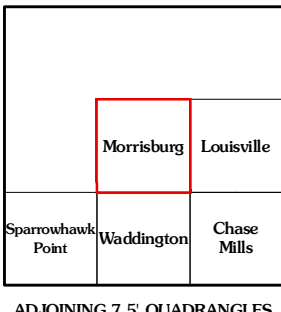 Morrisburg Louisville
Sparrowhawk
Point
Waddington
Chase
Mills
ADJOINING 7.5' QUADRANGLES